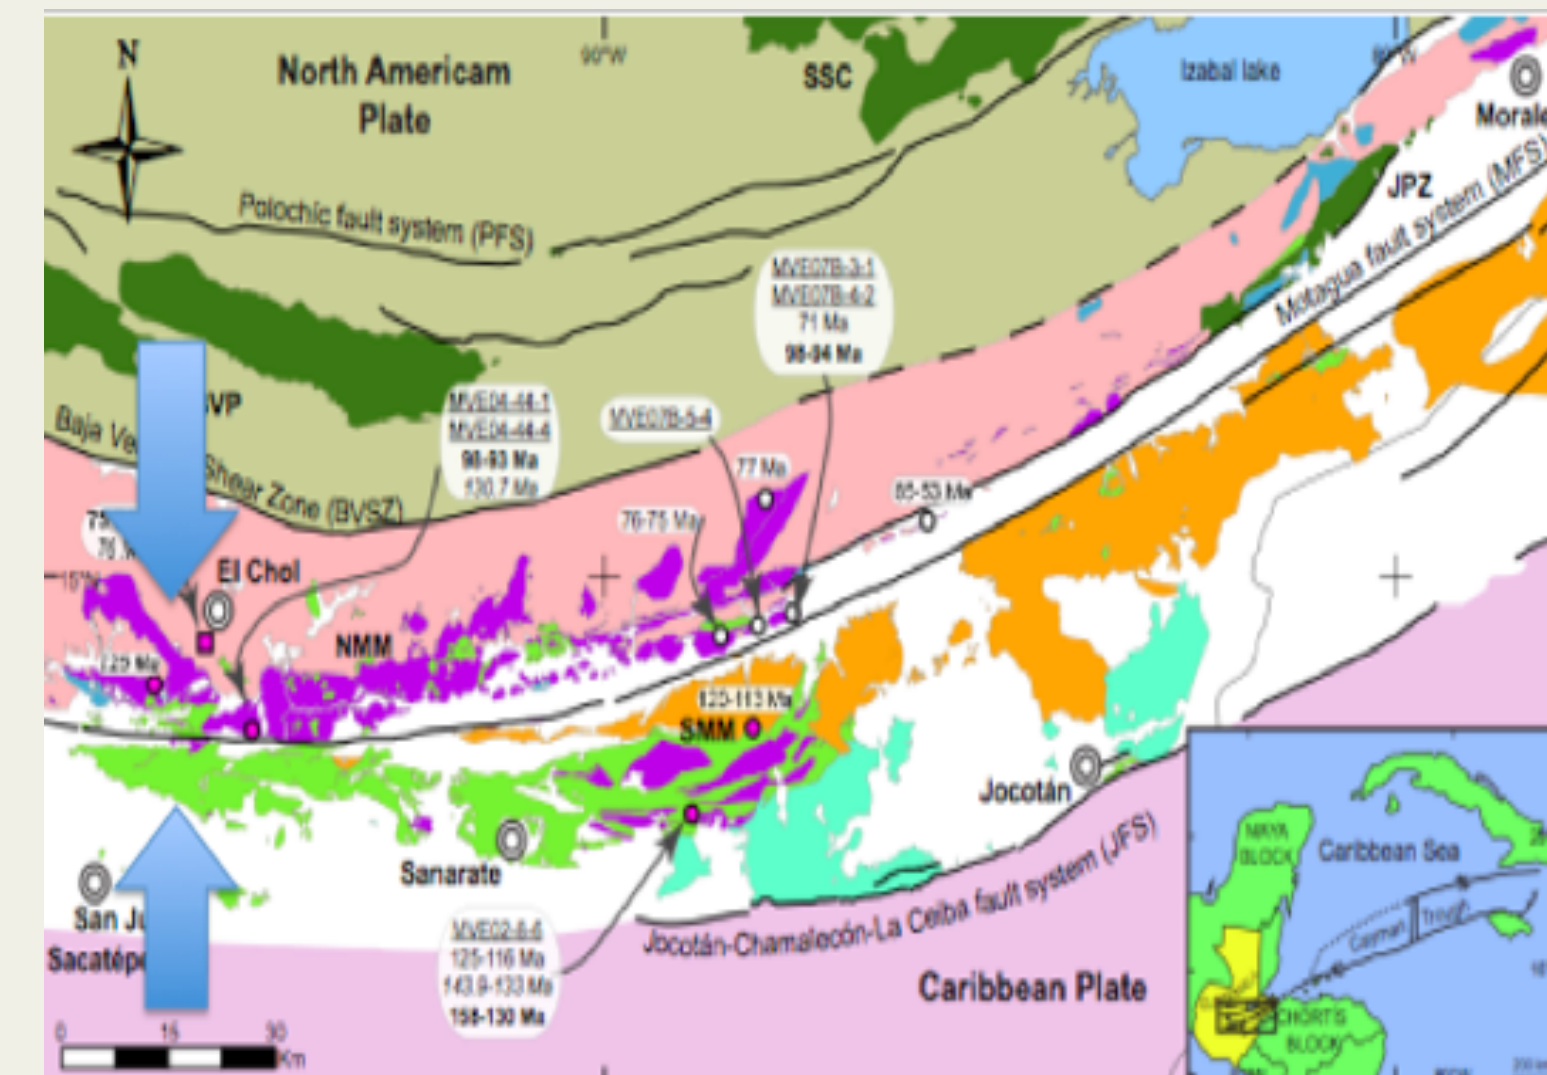 N
North Americam
Plate
90°W
SSC
Izabal lake
Morale
JPZ
Polochic fault system (PFS)
Motagua fault system (MFS)
MVE07B-3-1
MVE07B-4-2
71 Ma
98-94 Ma
VP
Baja Ve
Shear Zone (BVSZ)
MVE04-44-1
MVE04-44-4
98-93 Ma
130.7 Ma
MVE07B-5-4
77 Ma
76-75 Ma
65-53 Ma
15°N
El Chol
NMM
125 Ma
120-113 Ma
SMM
Jocotán
Sanarate
San Ju
Sacatépe
MVE02-6-6
125-116 Ma
143.9-133 Ma
158-130 Ma
Jocotán-Chamalecón-La Ceiba fault system (JFS)
Caribbean Plate
0 15 30
Km
MAYA
BLOCK
Caribbean Sea
Cayman Trough
CHORTIS
BLOCK